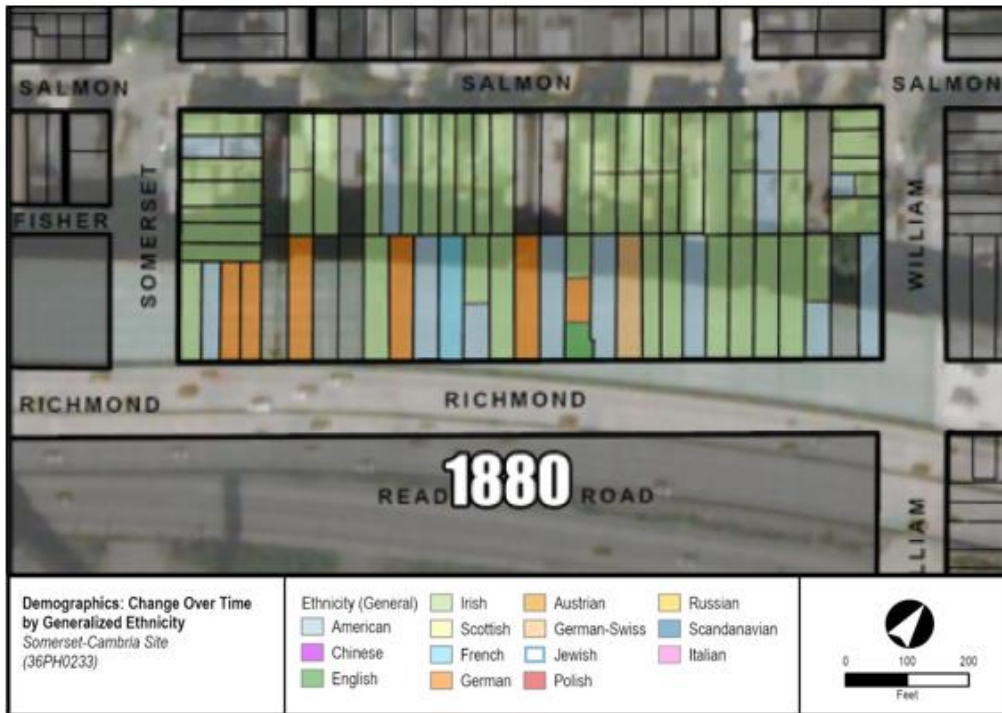 SALMON
SALMON
SALMON
SOMERSET
FISHER
WILLIAM
RICHMOND
RICHMOND
READ
1880
ROAD
LLIAM
Demographics: Change Over Time
by Generalized Ethnicity
Somerset-Cambria Site
(36PH0233)
Ethnicity (General)
American
Chinese
English
Irish
Scottish
French
German
Austrian
German-Swiss
Jewish
Polish
Russian
Scandanavian
Italian
0 100 200
Feet